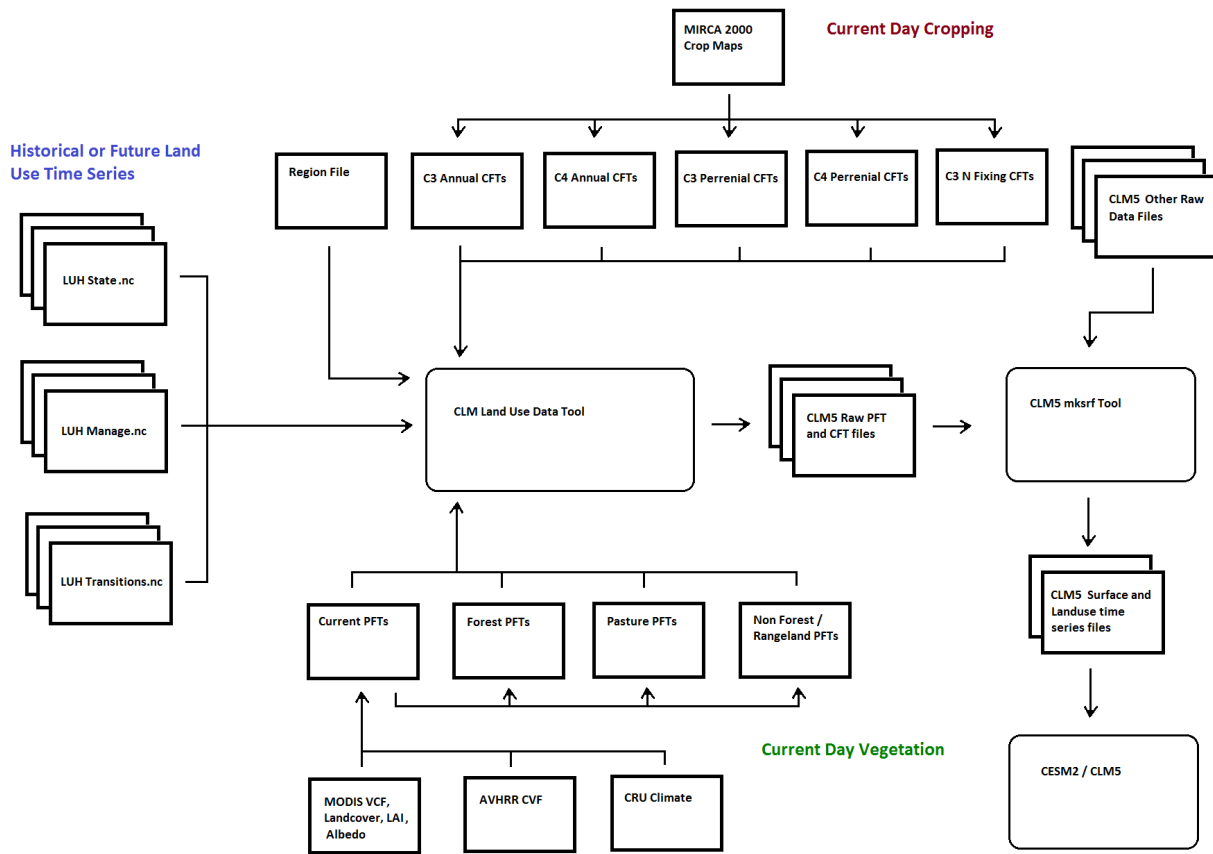 MIRCA 2000
Crop Maps
Current Day Cropping
Historical or Future Land
Use Time Series
Region File
C3 Annual CFTs
C4 Annual CFTs
C3 Perrenial CFTs
C4 Perrenial CFTs
C3 N Fixing CFTs
CLM5 Other Raw
Data Files
LUH State .nc
LUH Manage.nc
LUH Transitions.nc
CLM Land Use Data Tool
CLM5 Raw PFT
and CFT files
CLM5 mksrf Tool
Current PFTs
Forest PFTs
Pasture PFTs
Non Forest /
Rangeland PFTs
CLM5 Surface and
Landuse time
series files
Current Day Vegetation
MODIS VCF,
Landcover, LAI ,
Albedo
AVHRR CVF
CRU Climate
CESM2 / CLM5